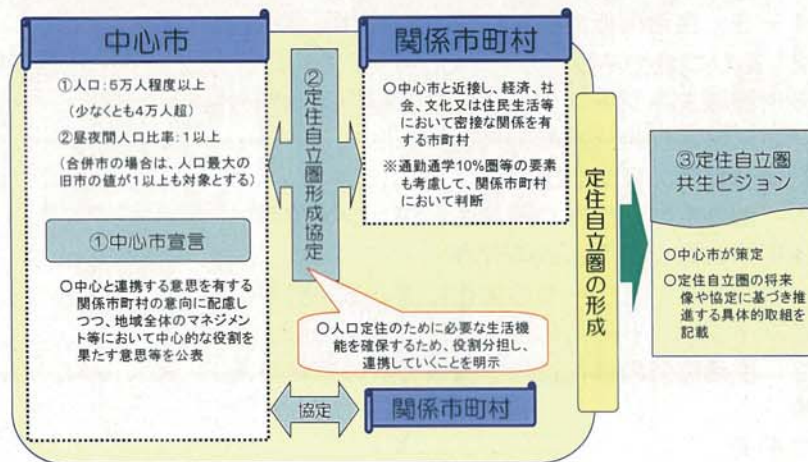 中心市
①人口:5万人程度以上
(少なくとも4万人超)
②昼夜間人口比率:1以上
(合併市の場合は、人口最大の
旧市の値が1以上も対象とする)
①中心市宣言
○中心と連携する意思を有する
関係市町村の意向に配慮し
つつ、地域全体のマネジメン
ト等において中心的な役割を
果たす意思等を公表
②定住自立圏形成協定
関係市町村
○中心市と近接し、経済、社
会、文化又は住民生活等
において密接な関係を有
する市町村
※通勤通学10%圏等の要素
も考慮して、関係市町村
において判断
○人口定住のために必要な生活機
能を確保するため、役割分担し、
連携していくことを明示
協定
関係市町村
定住自立圏の形成
③定住自立圏
共生ビジョン
○中心市が策定
○定住自立圏の将来
像や協定に基づき推
進する具体的取組を
記載